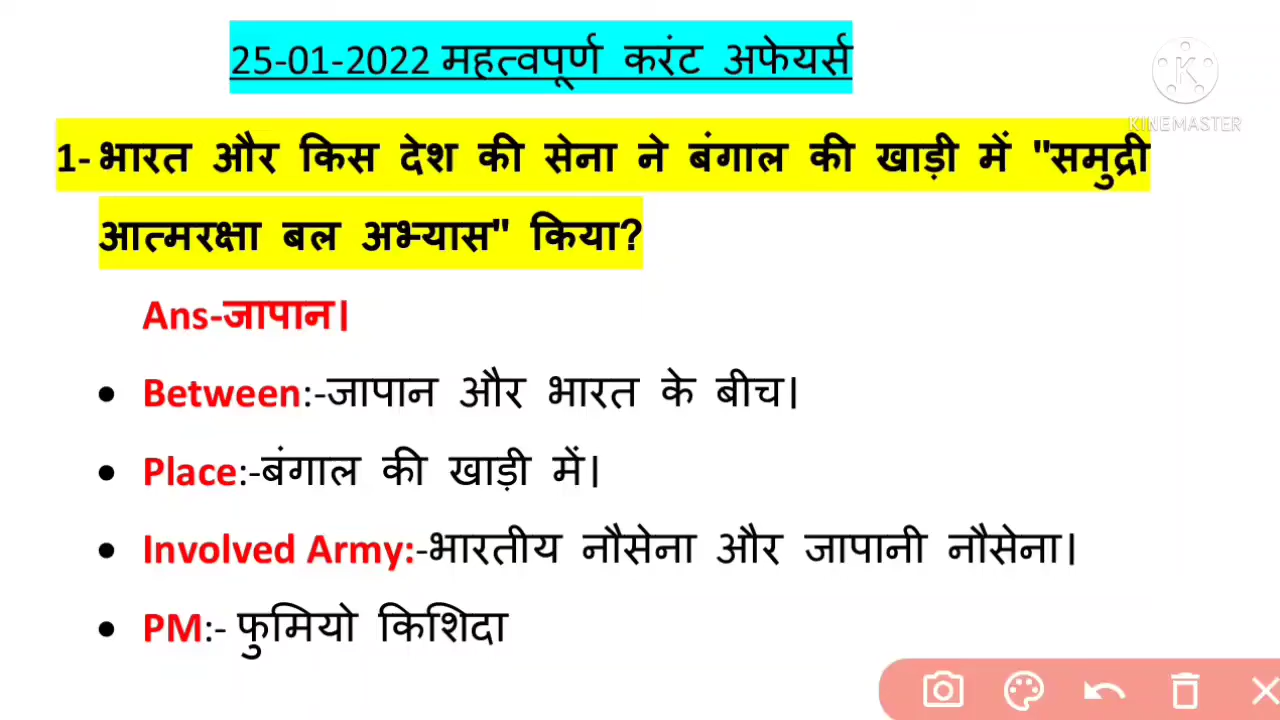 25-01-2022 महत्वपूर्ण करंट अफेयर्स
KINEMASTER
1- भारत और किस देश की सेना ने बंगाल की खाड़ी में "समुद्री
आत्मरक्षा बल अभ्यास" किया?
Ans-जापान।
• Between:-जापान और भारत के बीच।
• Place:-बंगाल की खाड़ी में।
• Involved Army:-भारतीय नौसेना और जापानी नौसेना।
• PM:- फुमियो किशिदा